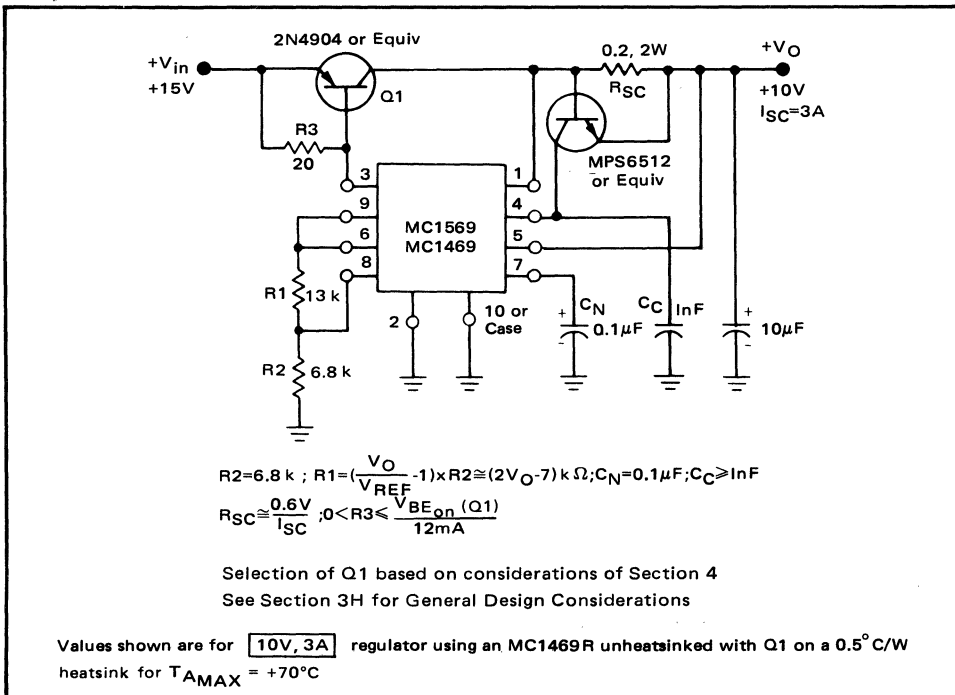 2N4904 or Equiv
+Vin
+15V
Q1
0.2, 2W
RSC
+VO
+10V
ISC=3A
R3
20
MPS6512
or Equiv
3
1
9
4
MC1569
MC1469
6
5
8
7
R1
13 k
2
10 or
Case
CN
+
0.1μF
-
CC
InF
+
10μF
-
R2
6.8 k
R2=6.8 k ; R1=(VO/VREF -1)xR2≅(2VO-7) k Ω;CN=0.1μF;CC⩾InF
RSC≅0.6V/ISC ;0<R3⩽VBEon (Q1)/12mA
Selection of Q1 based on considerations of Section 4
See Section 3H for General Design Considerations
Values shown are for 10V, 3A regulator using an MC1469R unheatsinked with Q1 on a 0.5°C/W
heatsink for TAMAX = +70°C